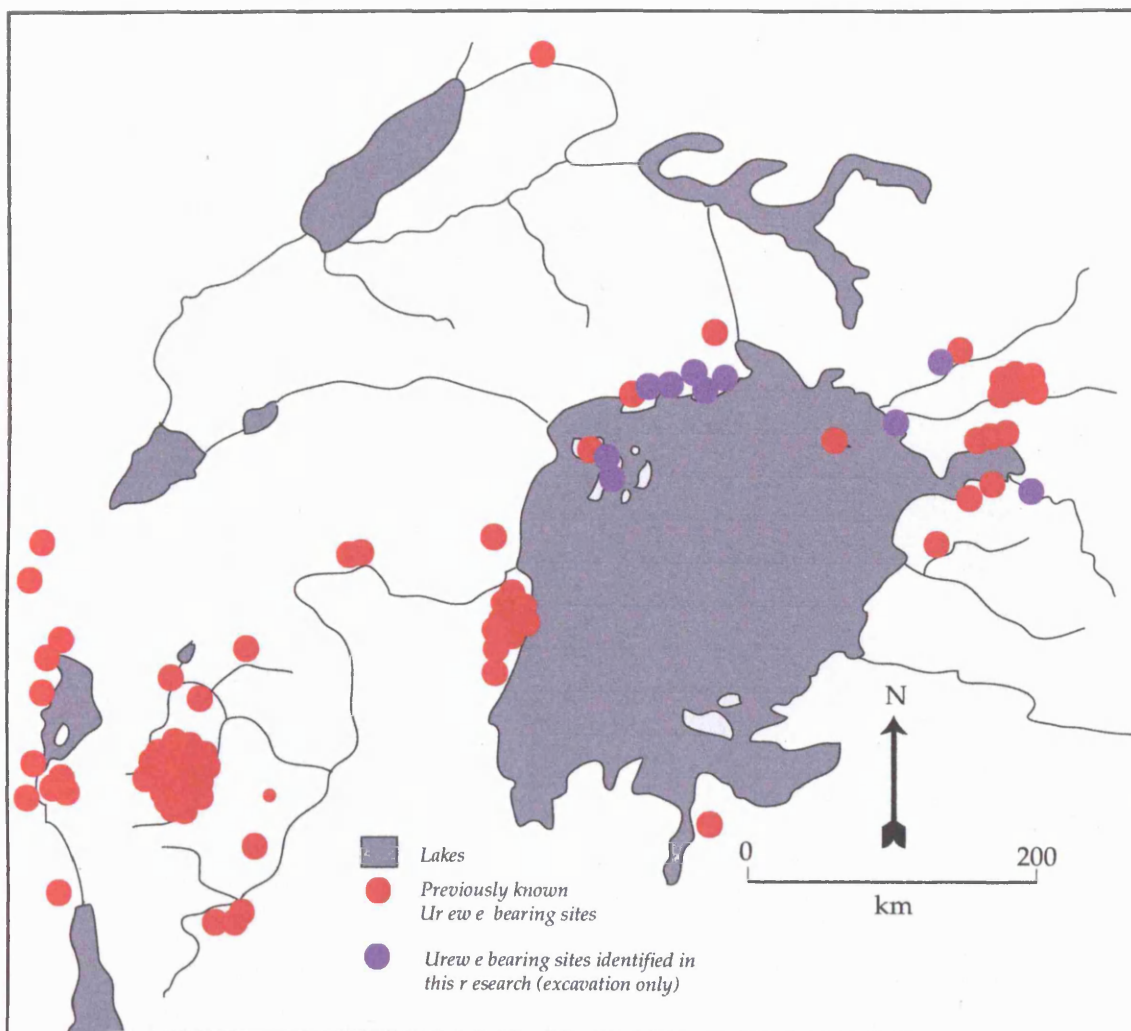 N
0 200
km
Lakes
Previously known
Ur ew e bearing sites
Urew e bearing sites identified in
this r esearch (excavation only)